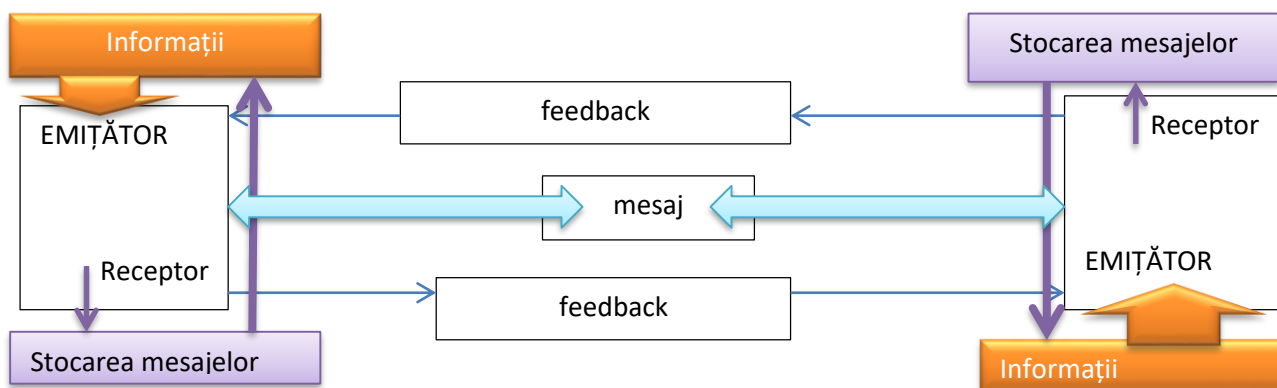 Informații
Stocarea mesajelor
feedback
EMIȚĂTOR
Receptor
mesaj
Receptor
EMIȚĂTOR
feedback
Stocarea mesajelor
Informații